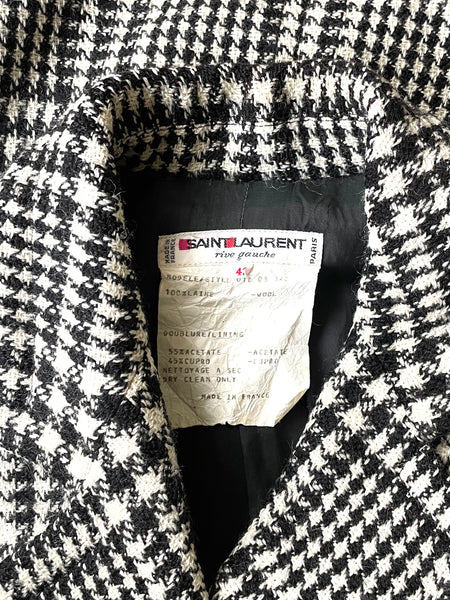 MADE IN FRANCE
SAINT LAURENT
rive gauche
PARIS
MODELE/STYLE
100%LAINE -WOOL
DOUBLURE/LINING
55%ACETATE -ACETATE
45%CUPRO -CUPRO
NETTOYAGE A SEC
DRY CLEAN ONLY
MADE IN FRANCE